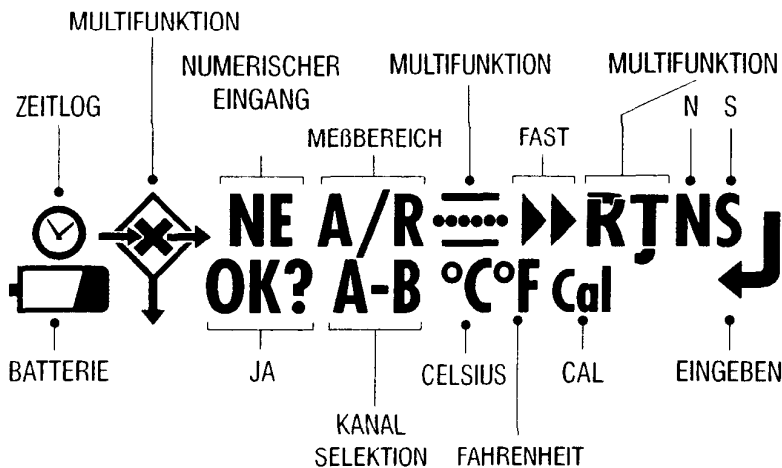 MULTIFUNKTION
NUMERISCHER
EINGANG
MULTIFUNKTION
MULTIFUNKTION
ZEITLOG
MEßBEREICH
FAST
N S
NE A/R RJ N S
OK? A-B °C °F Cal
BATTERIE
JA
CELSIUS
CAL
EINGEBEN
KANAL
SELEKTION
FAHRENHEIT